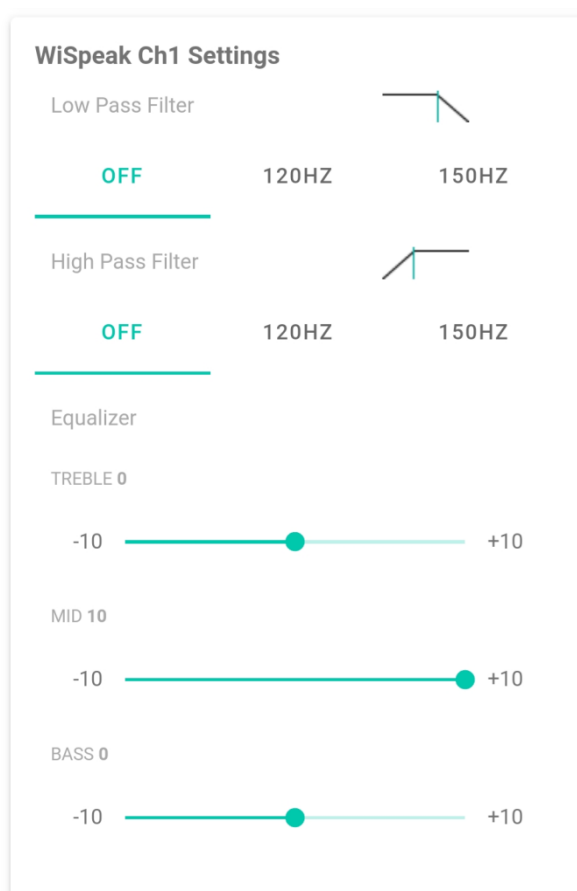 WiSpeak Ch1 Settings
Low Pass Filter
OFF 120HZ 150HZ
High Pass Filter
OFF 120HZ 150HZ
Equalizer
TREBLE 0
-10 +10
MID 10
-10 +10
BASS 0
-10 +10